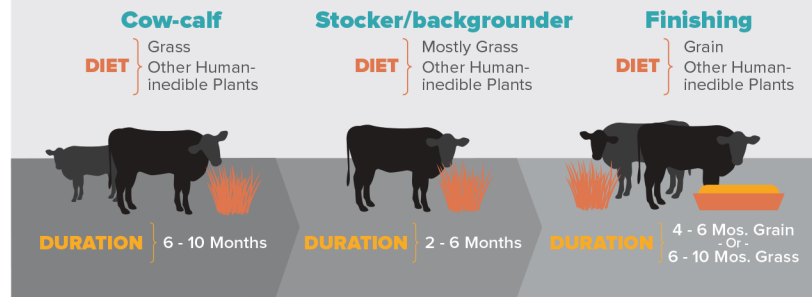 Cow-calf
DIET
Grass
Other Human-
inedible Plants
DURATION
6 - 10 Months
Stocker/backgrounder
DIET
Mostly Grass
Other Human-
inedible Plants
DURATION
2 - 6 Months
Finishing
DIET
Grain
Other Human-
inedible Plants
DURATION
4 - 6 Mos. Grain
- Or -
6 - 10 Mos. Grass